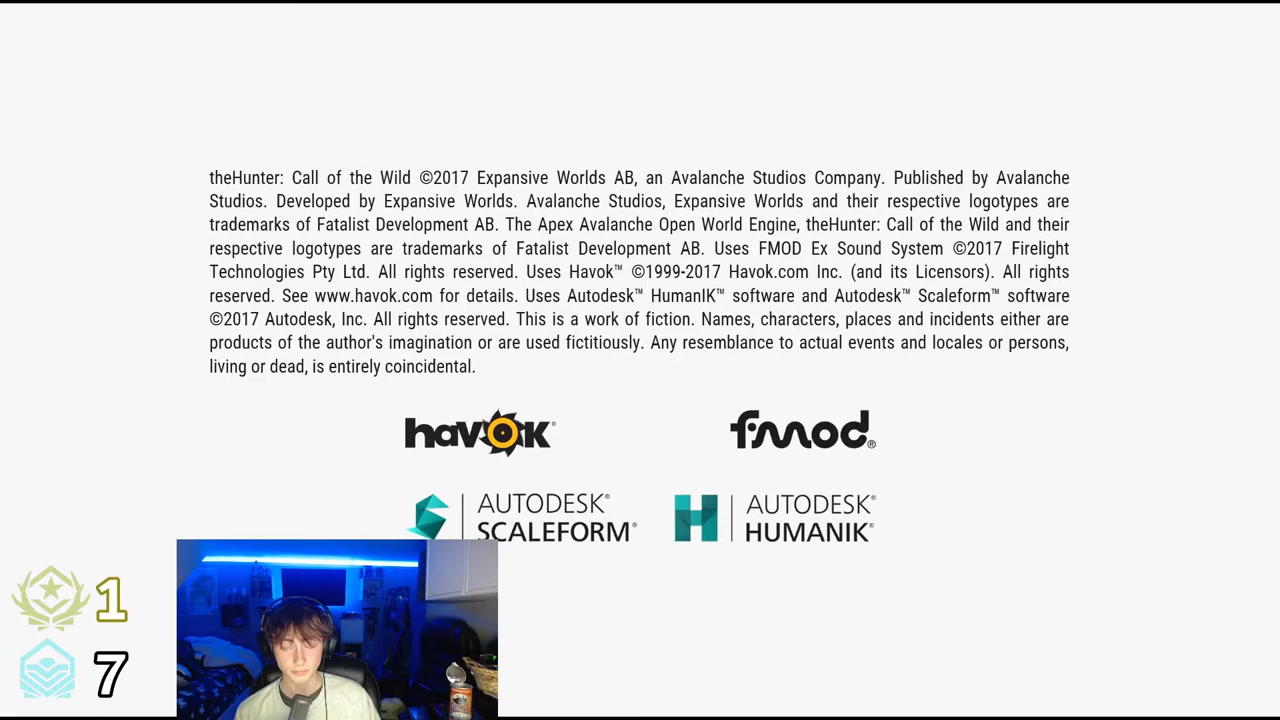 theHunter: Call of the Wild ©2017 Expansive Worlds AB, an Avalanche Studios Company. Published by Avalanche
Studios. Developed by Expansive Worlds. Avalanche Studios, Expansive Worlds and their respective logotypes are
trademarks of Fatalist Development AB. The Apex Avalanche Open World Engine, theHunter: Call of the Wild and their
respective logotypes are trademarks of Fatalist Development AB. Uses FMOD Ex Sound System ©2017 Firelight
Technologies Pty Ltd. All rights reserved. Uses Havok™ ©1999-2017 Havok.com Inc. (and its Licensors). All rights
reserved. See www.havok.com for details. Uses Autodesk™ HumanIK™ software and Autodesk™ Scaleform™ software
©2017 Autodesk, Inc. All rights reserved. This is a work of fiction. Names, characters, places and incidents either are
products of the author's imagination or are used fictitiously. Any resemblance to actual events and locales or persons,
living or dead, is entirely coincidental.
havok®
fmod®
AUTODESK®
SCALEFORM®
AUTODESK®
HUMANIK®
1
7